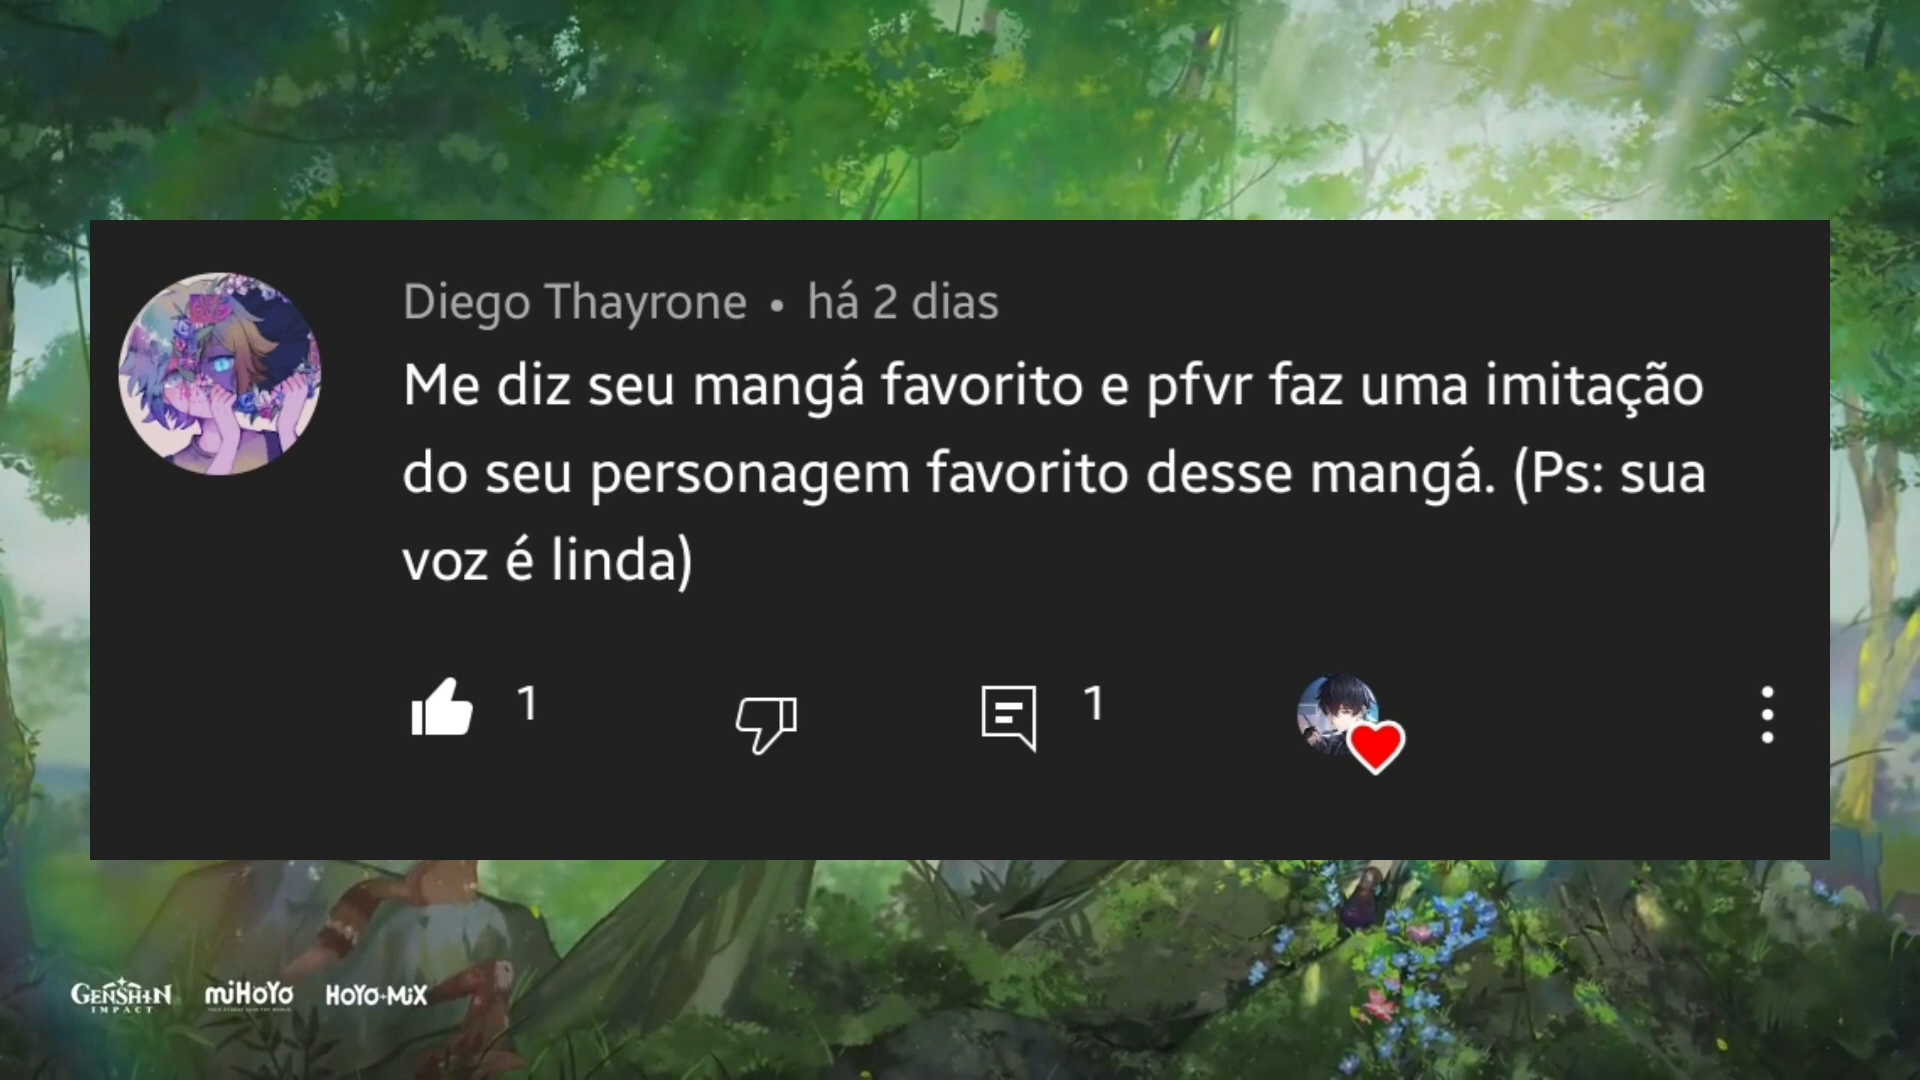 Diego Thayrone • há 2 dias
Me diz seu mangá favorito e pfvr faz uma imitação
do seu personagem favorito desse mangá. (Ps: sua
voz é linda)
1
1
GENSHIN
IMPACT
miHoYo
HOYO-MiX